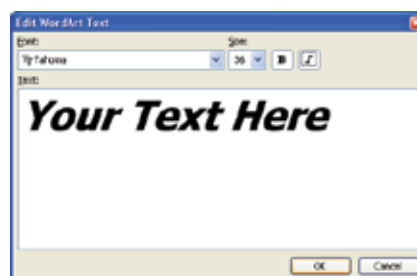 Edit WordArt Text
Font: Size:
Tahoma 36 B I
Text:
Your Text Here
OK Cancel